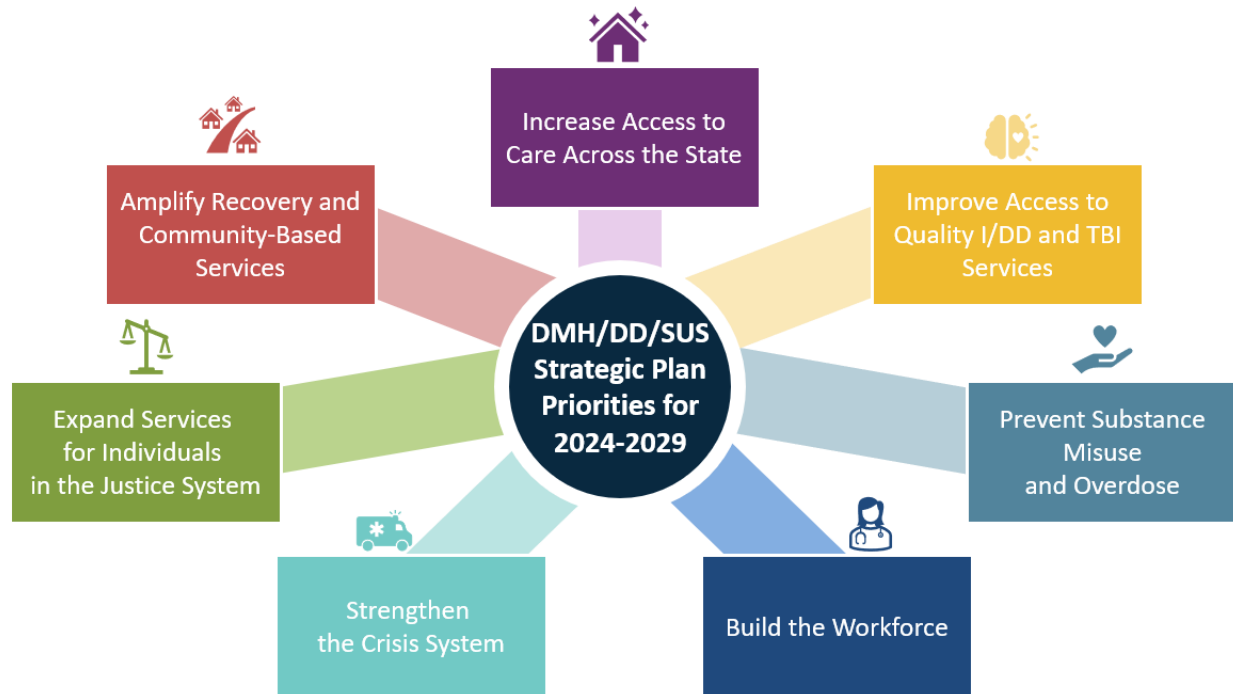 Increase Access to
Care Across the State
Improve Access to
Quality I/DD and TBI
Services
Prevent Substance
Misuse
and Overdose
Build the Workforce
Strengthen
the Crisis System
Expand Services
for Individuals
in the Justice System
Amplify Recovery and
Community-Based
Services
DMH/DD/SUS
Strategic Plan
Priorities for
2024-2029